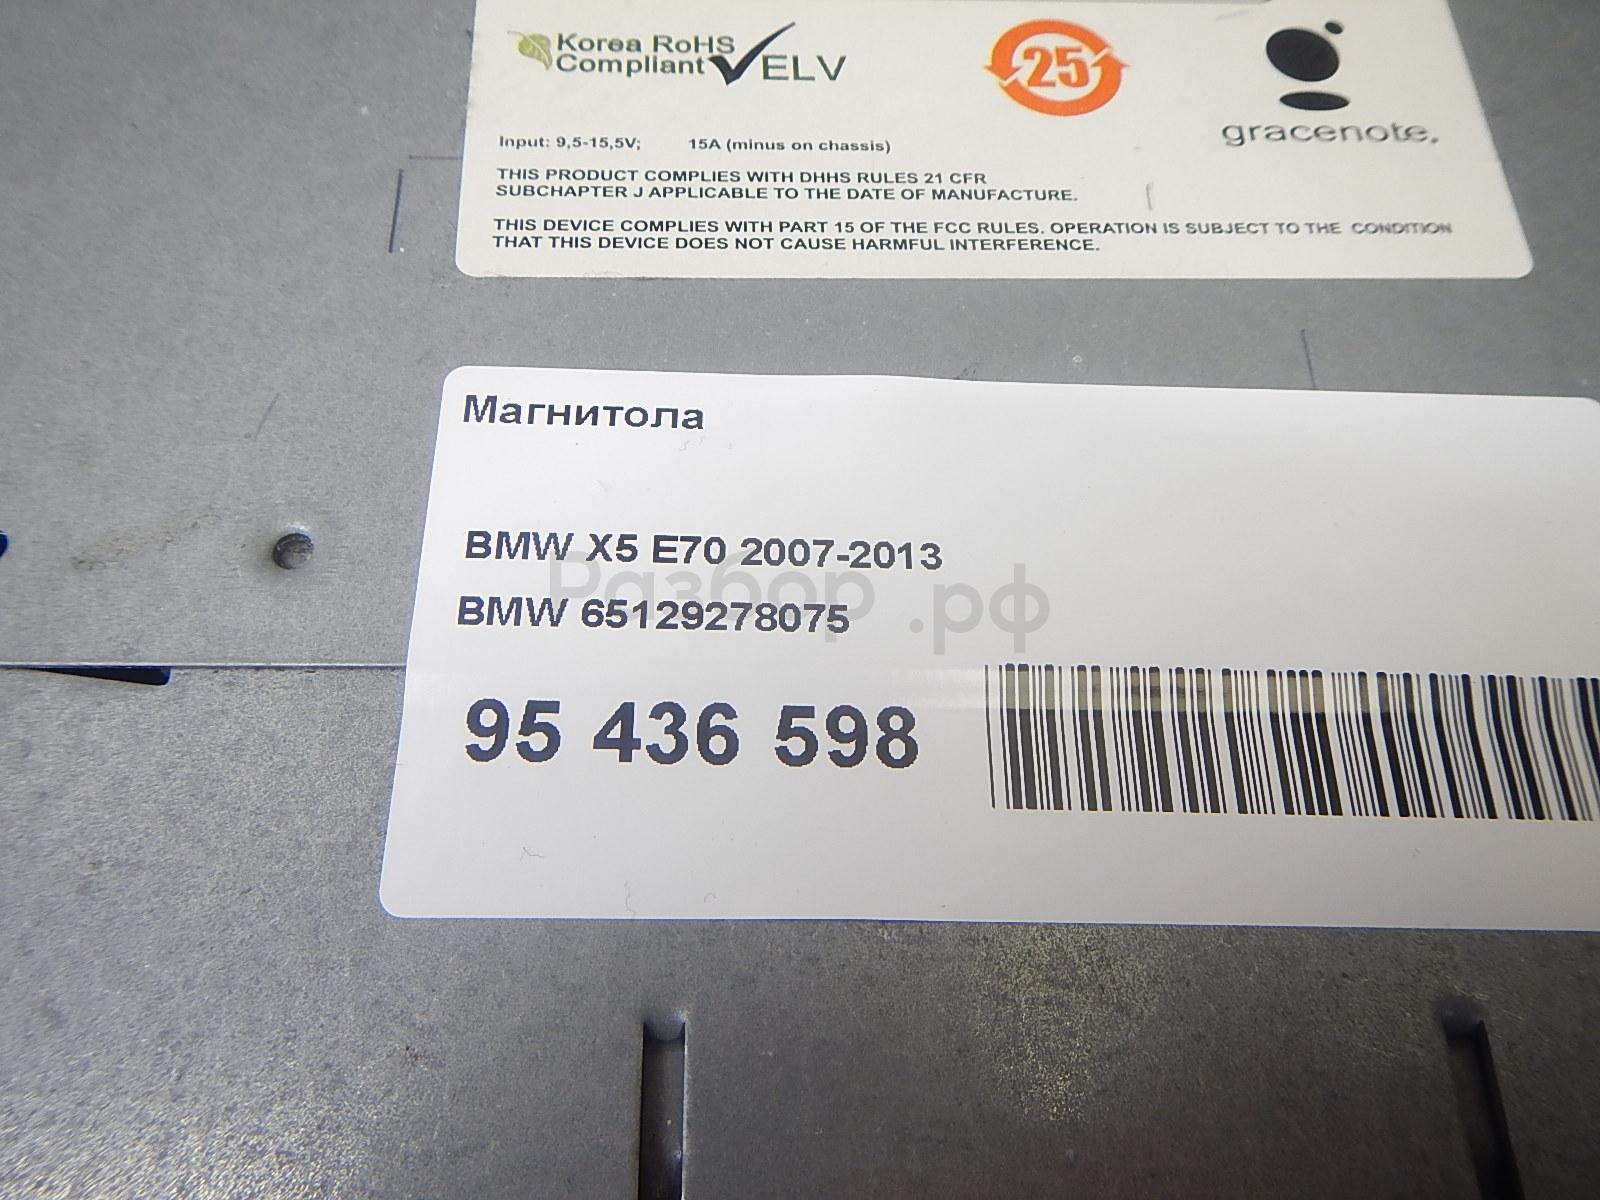 Korea RoHS
Compliant
ELV
25
gracenote.
Input: 9,5-15,5V; 15A (minus on chassis)
THIS PRODUCT COMPLIES WITH DHHS RULES 21 CFR
SUBCHAPTER J APPLICABLE TO THE DATE OF MANUFACTURE.
THIS DEVICE COMPLIES WITH PART 15 OF THE FCC RULES. OPERATION IS SUBJECT TO THE CONDITION
THAT THIS DEVICE DOES NOT CAUSE HARMFUL INTERFERENCE.
Магнитола
BMW X5 E70 2007-2013
Разбор.рф
BMW 65129278075
95 436 598